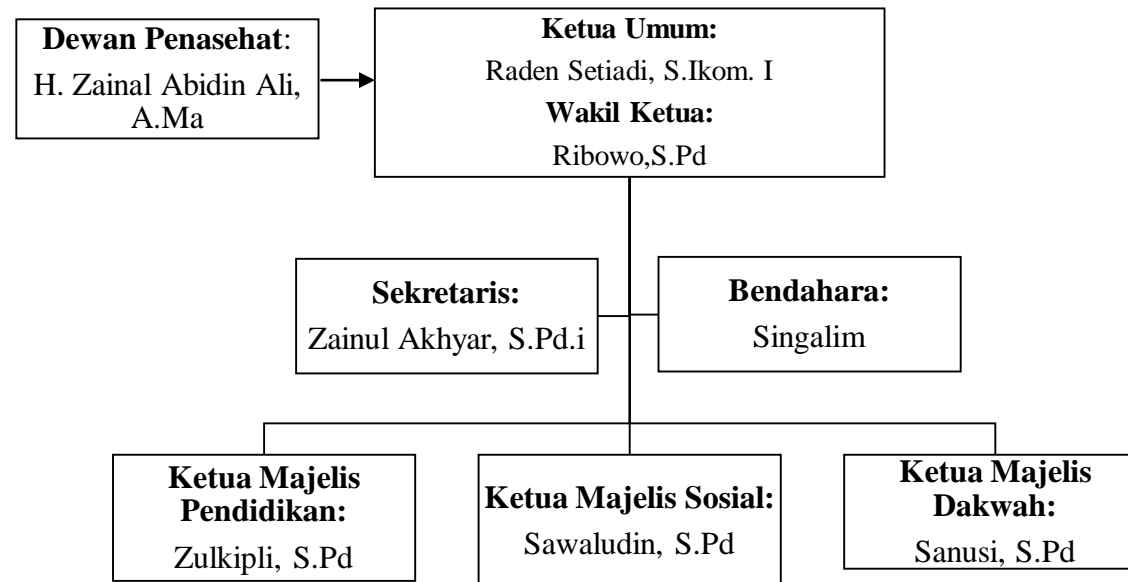 Dewan Penasehat:
H. Zainal Abidin Ali,
A.Ma
Ketua Umum:
Raden Setiadi, S.Ikom. I
Wakil Ketua:
Ribowo,S.Pd
Sekretaris:
Zainul Akhyar, S.Pd.i
Bendahara:
Singalim
Ketua Majelis
Pendidikan:
Zulkipli, S.Pd
Ketua Majelis Sosial:
Sawaludin, S.Pd
Ketua Majelis
Dakwah:
Sanusi, S.Pd